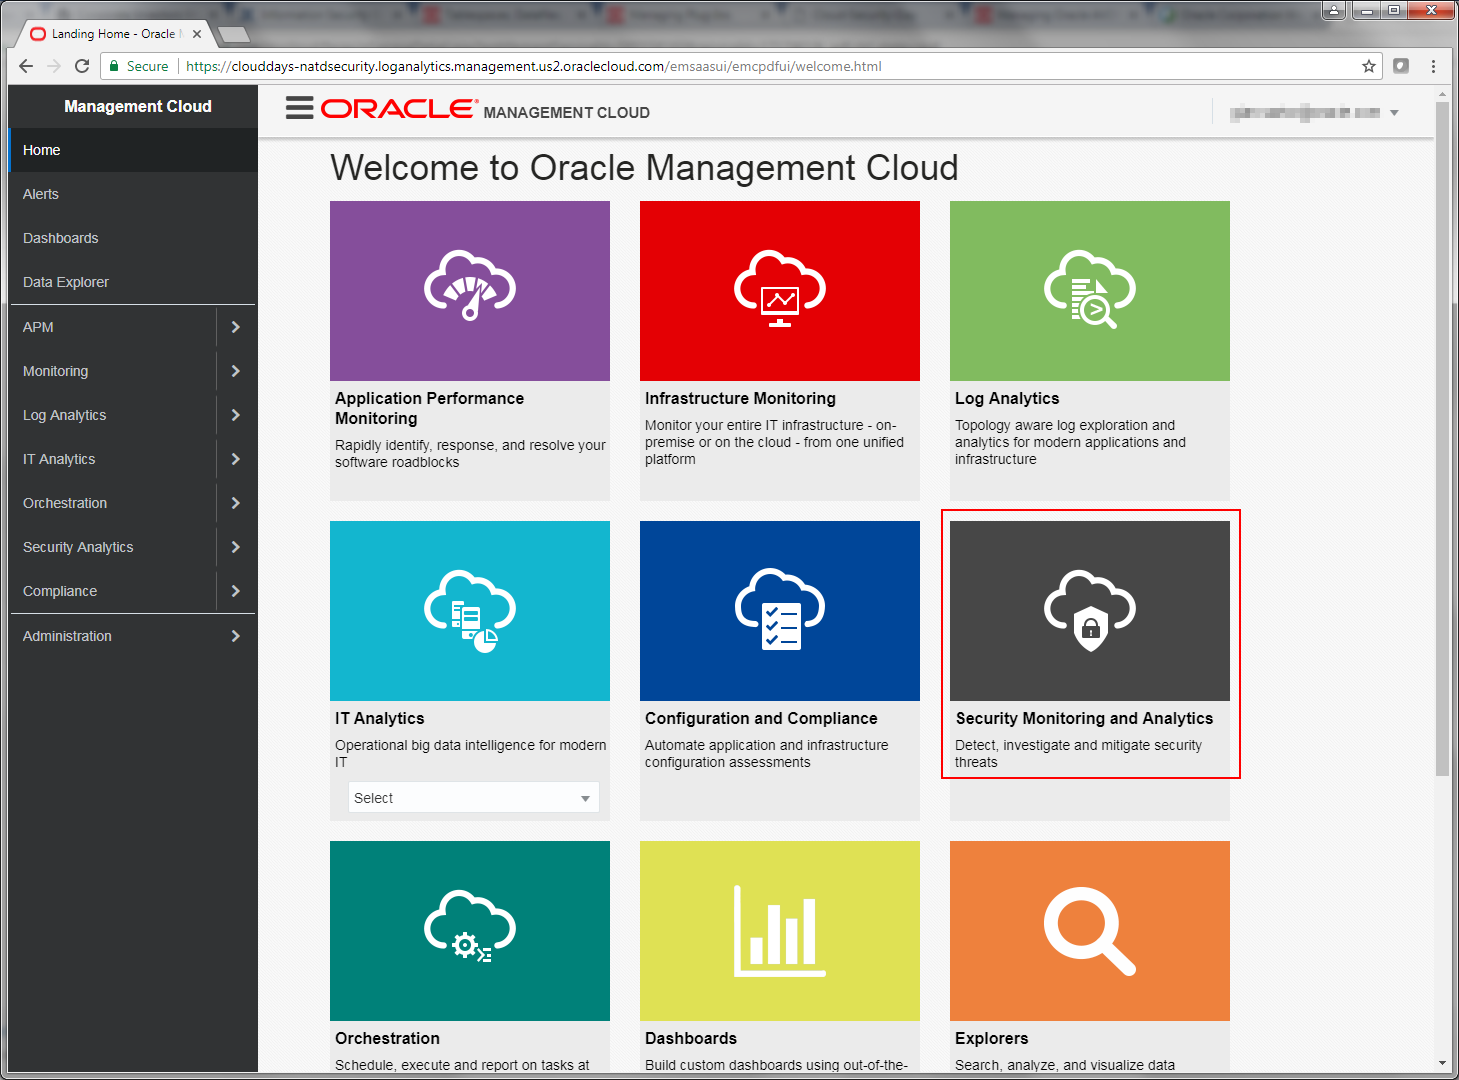 Landing Home - Oracle
Secure
https://clouddays-natdsecurity.loganalytics.management.us2.oraclecloud.com/emsaasui/emcpdfui/welcome.html
Management Cloud
Home
Alerts
Dashboards
Data Explorer
APM
Monitoring
Log Analytics
IT Analytics
Orchestration
Security Analytics
Compliance
Administration
ORACLE MANAGEMENT CLOUD
Welcome to Oracle Management Cloud
Application Performance
Monitoring
Rapidly identify, response, and resolve your
software roadblocks
Infrastructure Monitoring
Monitor your entire IT infrastructure - on-
premise or on the cloud - from one unified
platform
Log Analytics
Topology aware log exploration and
analytics for modern applications and
infrastructure
IT Analytics
Operational big data intelligence for modern
IT
Select
Configuration and Compliance
Automate application and infrastructure
configuration assessments
Security Monitoring and Analytics
Detect, investigate and mitigate security
threats
Orchestration
Schedule, execute and report on tasks at
Dashboards
Build custom dashboards using out-of-the-
Explorers
Search, analyze, and visualize data